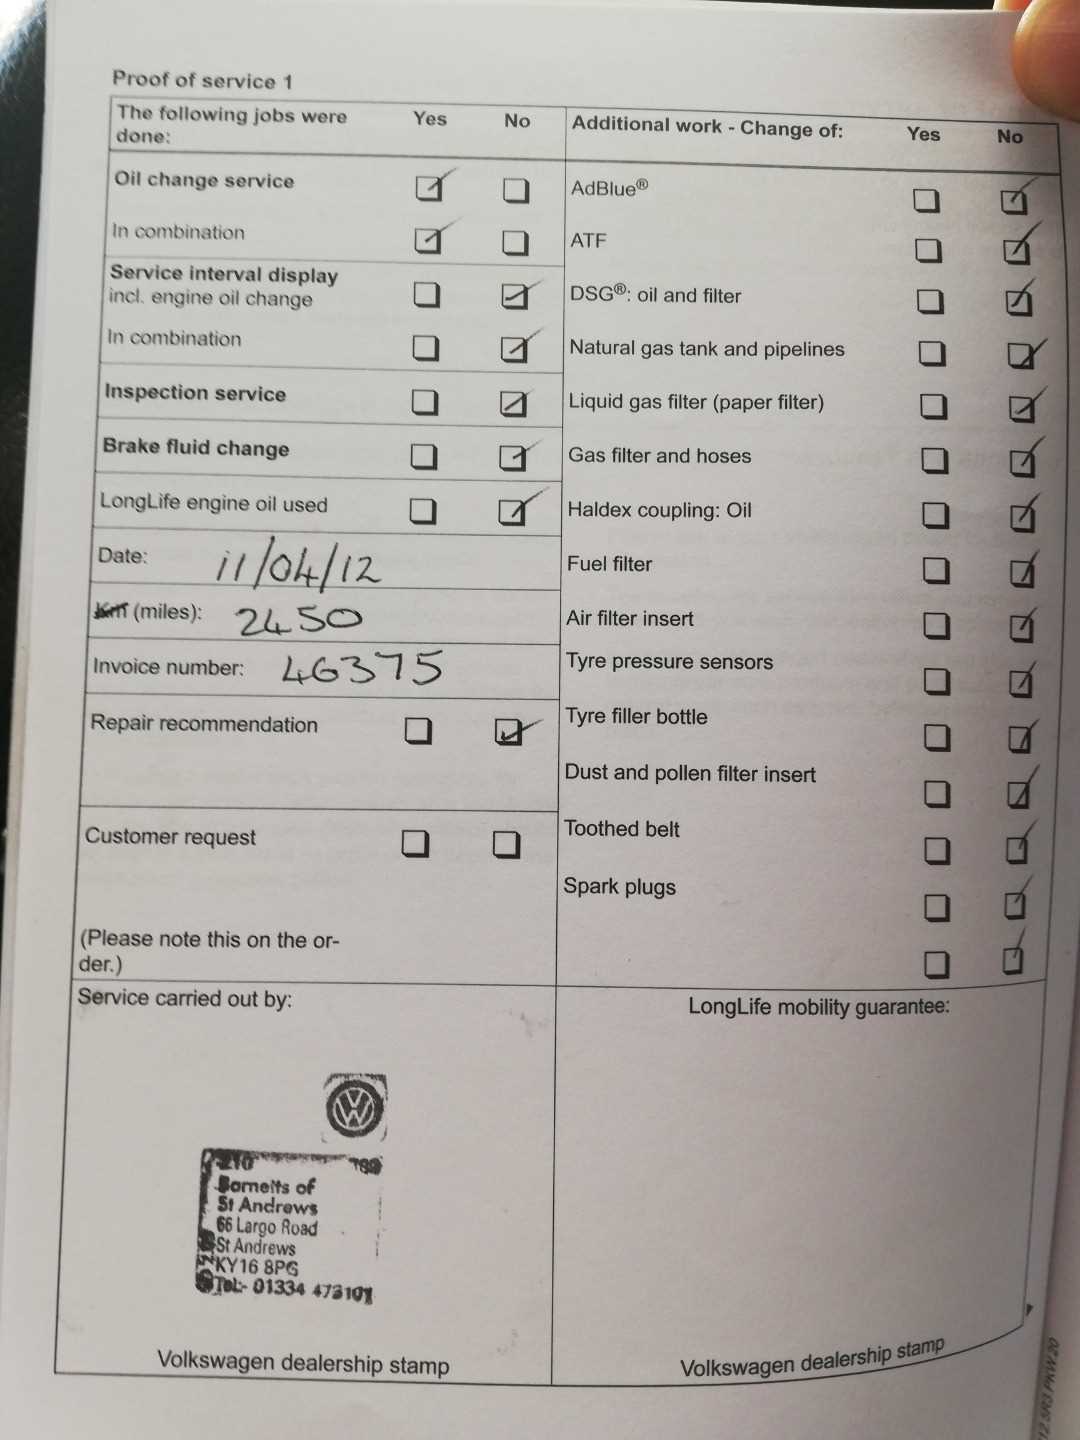 Proof of service 1
The following jobs were done:
Yes No
Oil change service
In combination
Service interval display
incl. engine oil change
In combination
Inspection service
Brake fluid change
LongLife engine oil used
Date: 11/04/12
Km (miles): 2450
Invoice number: 46375
Repair recommendation
Customer request
(Please note this on the or-
der.)
Additional work - Change of: Yes No
AdBlue®
ATF
DSG®: oil and filter
Natural gas tank and pipelines
Liquid gas filter (paper filter)
Gas filter and hoses
Haldex coupling: Oil
Fuel filter
Air filter insert
Tyre pressure sensors
Tyre filler bottle
Dust and pollen filter insert
Toothed belt
Spark plugs
Service carried out by:
VW
210
Barnetts of
St Andrews
66 Largo Road
St Andrews
KY16 8PG
Tel:- 01334
Volkswagen dealership stamp
LongLife mobility guarantee:
Volkswagen dealership stamp